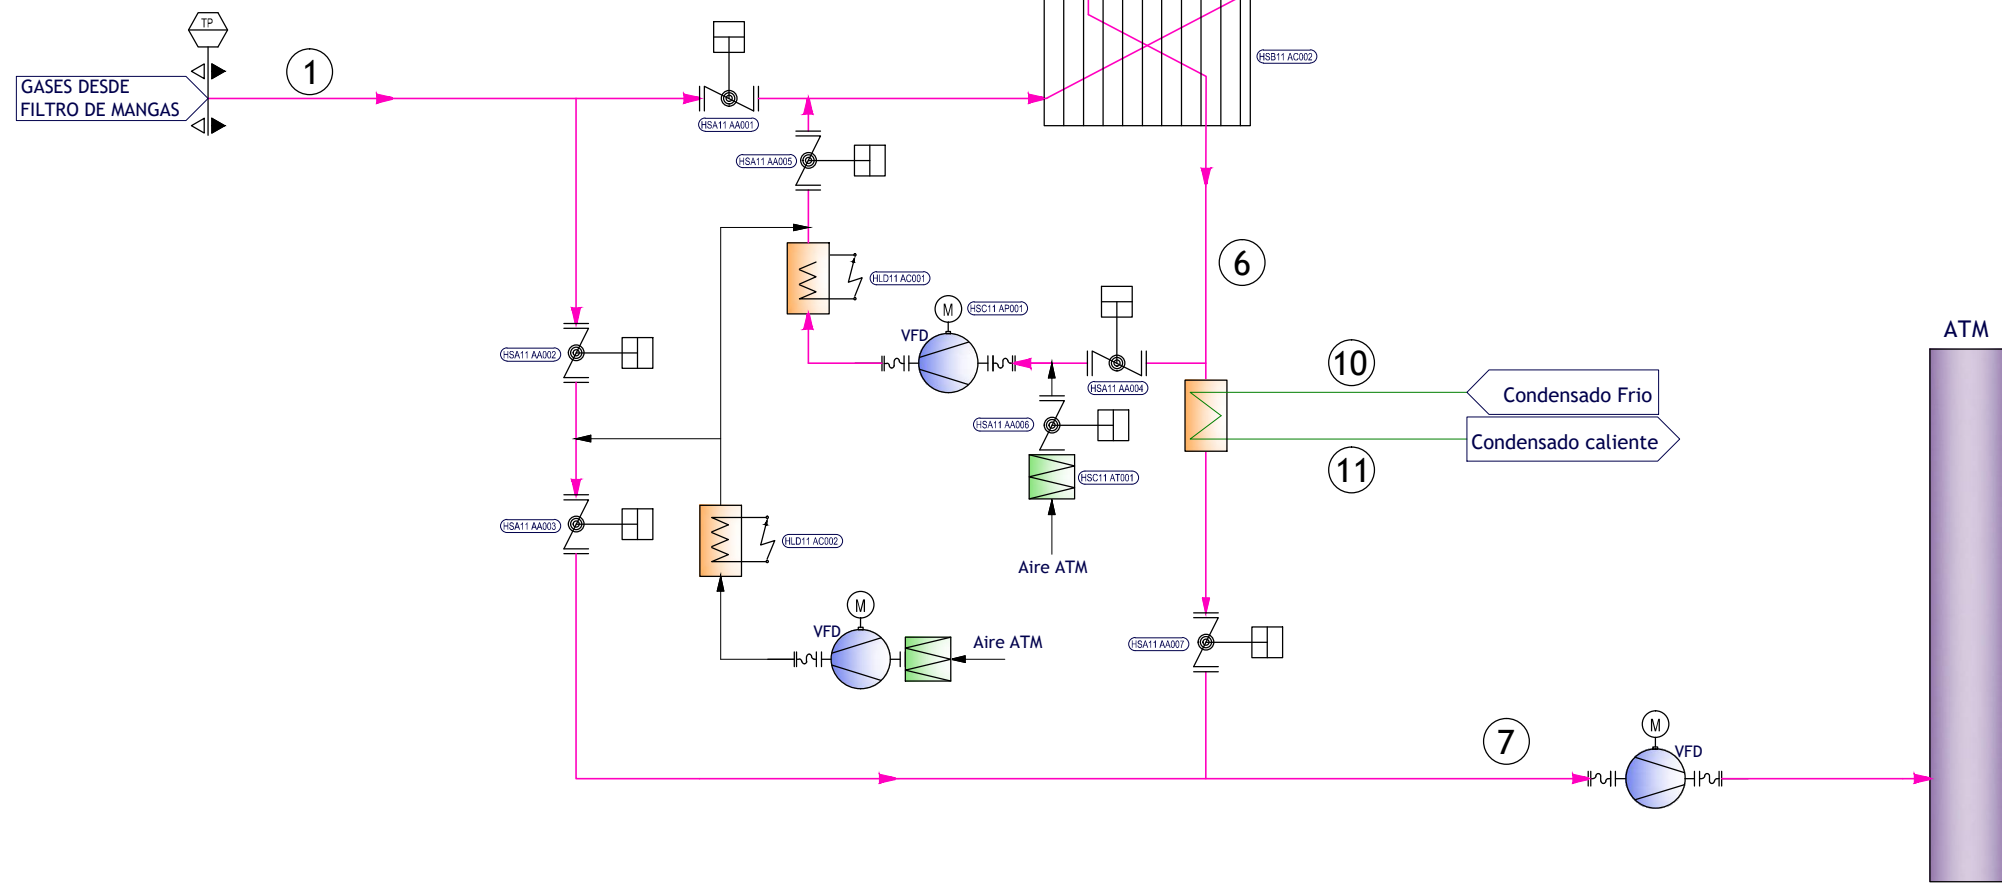 TP
1
GASES DESDE
FILTRO DE MANGAS
HSA11 AA001
HSB11 AC002
HSA11 AA005
6
HLD11 AC001
M
HSC11 AP001
VFD
HSA11 AA002
HSA11 AA004
10
Condensado Frio
ATM
HSA11 AA006
Condensado caliente
11
HSC11 AT001
HSA11 AA003
HLD11 AC002
Aire ATM
M
VFD
Aire ATM
HSA11 AA007
7
M
VFD